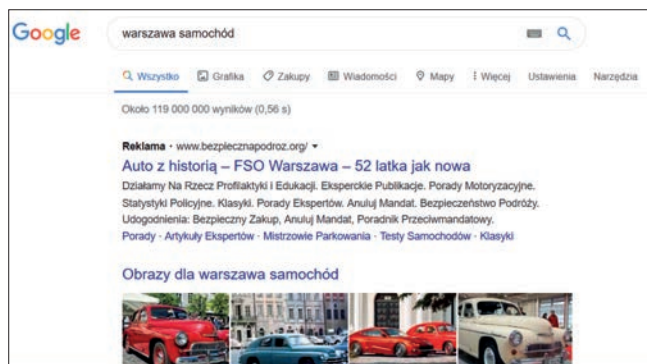 Google
warszawa samochód
Wszystko Grafika Zakupy Wiadomości Mapy Więcej Ustawienia Narzędzia
Około 119 000 000 wyników (0,56 s)
Reklama · www.bezpiecznapodroz.org/
Auto z historią – FSO Warszawa – 52 latka jak nowa
Działamy Na Rzecz Profilaktyki i Edukacji. Eksperckie Publikacje. Porady Motoryzacyjne.
Statystyki Policyjne. Klasyki. Porady Ekspertów. Anuluj Mandat. Bezpieczeństwo Podróży.
Udogodnienia: Bezpieczny Zakup, Anuluj Mandat, Poradnik Przeciwmandatowy.
Porady · Artykuły Ekspertów · Mistrzowie Parkowania · Testy Samochodów · Klasyki
Obrazy dla warszawa samochód